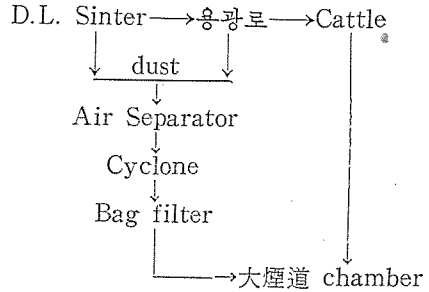 D.L. Sinter→용광로→Cattle
dust
Air Separator
Cyclone
Bag filter
大煙道 chamber